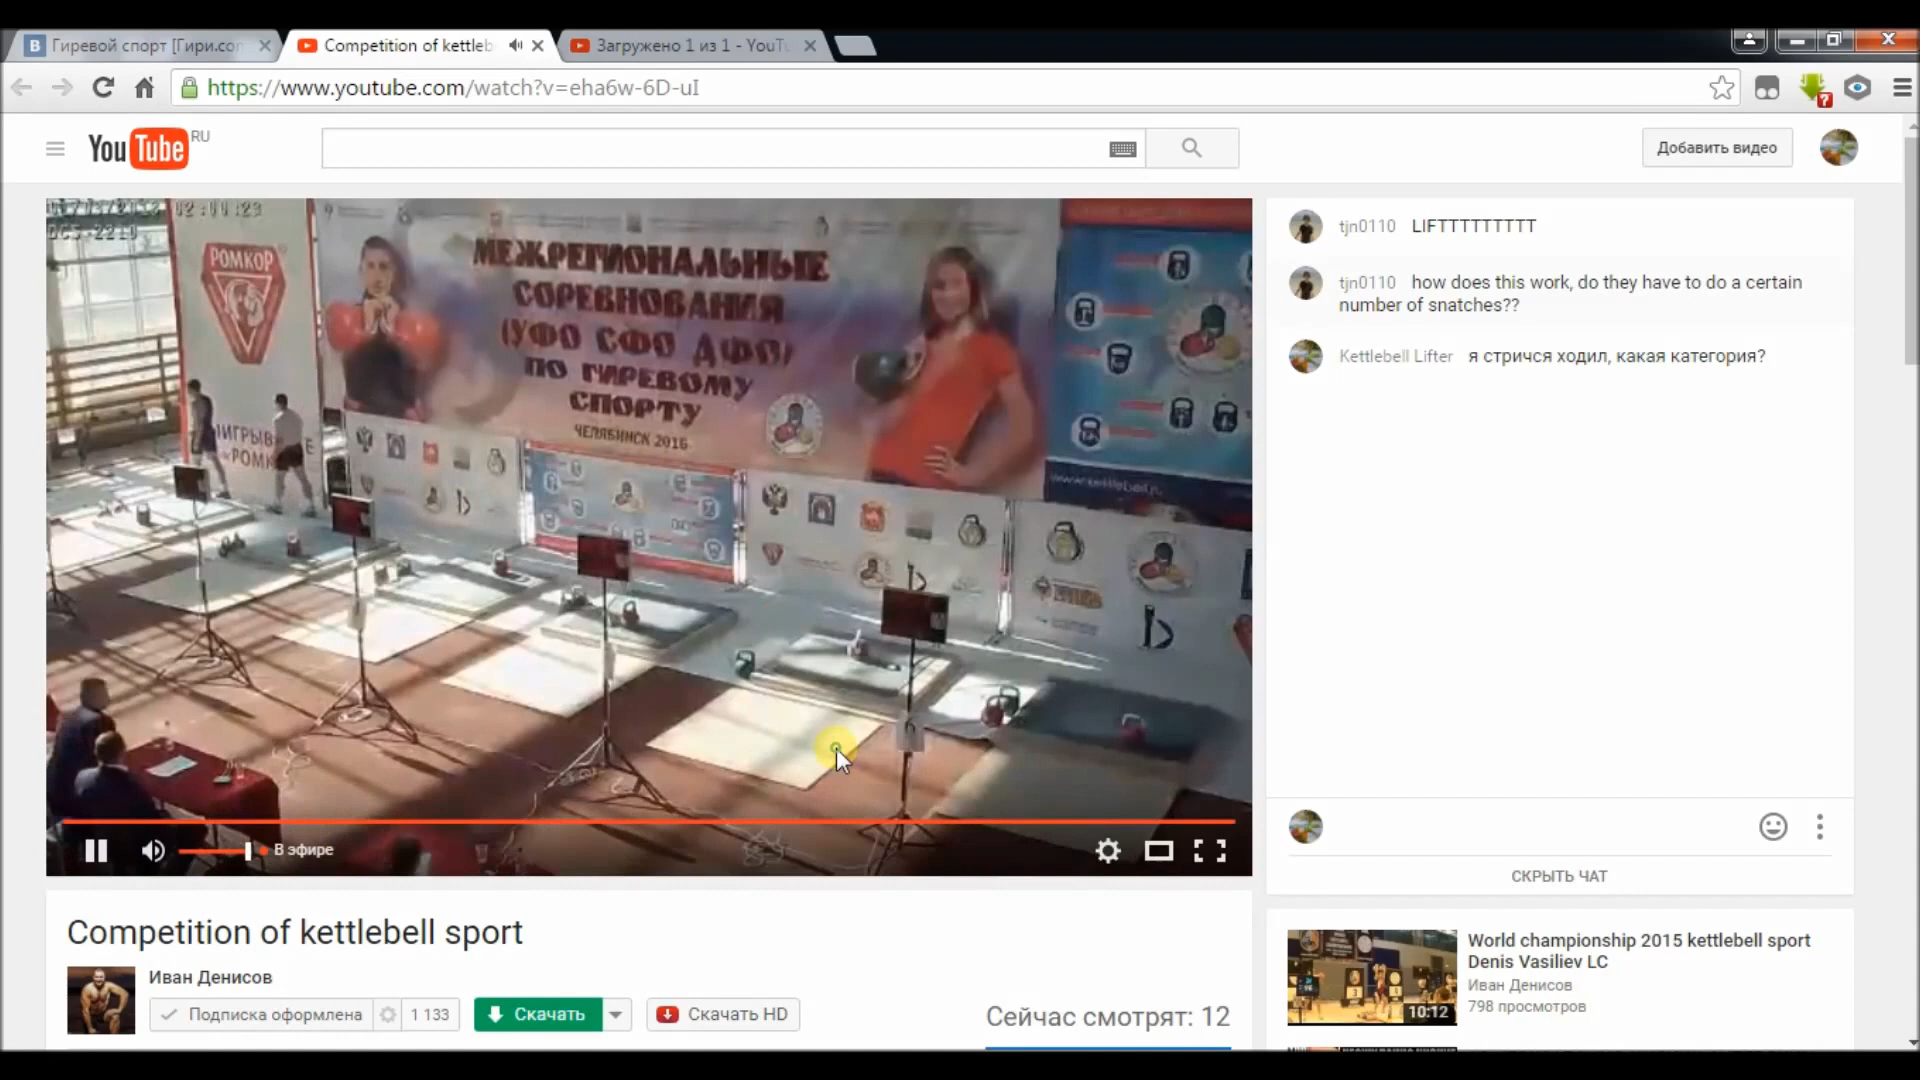 Гиревой спорт [Гири.com
Competition of kettleb
Загружено 1 из 1 - YouTu
https://www.youtube.com/watch?v=eha6w-6D-uI
YouTube RU
Добавить видео
02:00:23
РОМКОР
МЕЖРЕГИОНАЛЬНЫЕ
СОРЕВНОВАНИЯ
(УФО СФО ДФО)
ПО ГИРЕВОМУ
СПОРТУ
ЧЕЛЯБИНСК 2016
В эфире
tjn0110 LIFTTTTTTTTT
tjn0110 how does this work, do they have to do a certain
number of snatches??
Kettlebell Lifter я стричся ходил, какая категория?
СКРЫТЬ ЧАТ
Competition of kettlebell sport
Иван Денисов
Подписка оформлена 1 133
Скачать
Скачать HD
Сейчас смотрят: 12
World championship 2015 kettlebell sport
Denis Vasiliev LC
Иван Денисов
798 просмотров
10:12